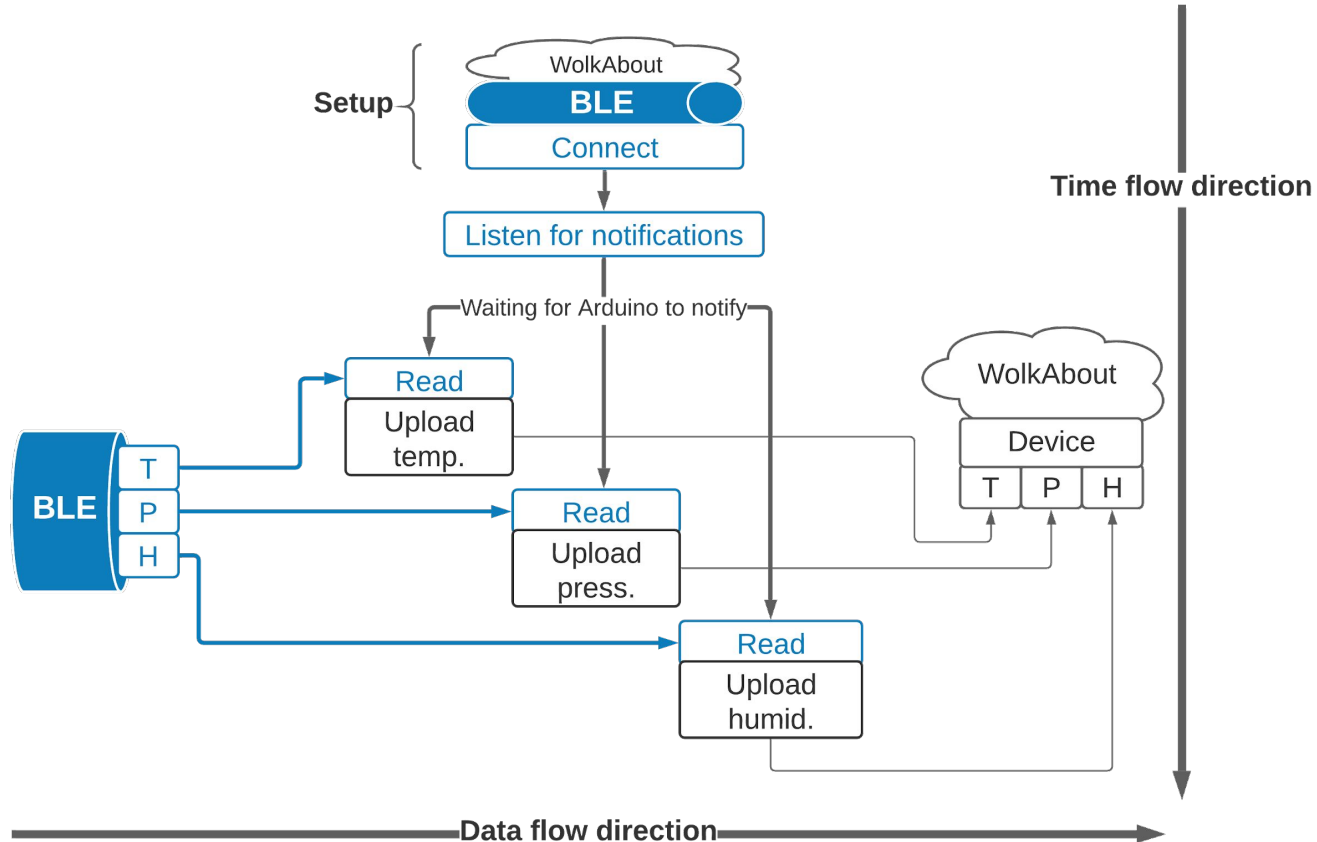 WolkAbout
Setup
BLE
Connect
Time flow direction
Listen for notifications
Waiting for Arduino to notify
Read
Upload
temp.
WolkAbout
Device
T P H
BLE
T
P
H
Read
Upload
press.
Read
Upload
humid.
Data flow direction